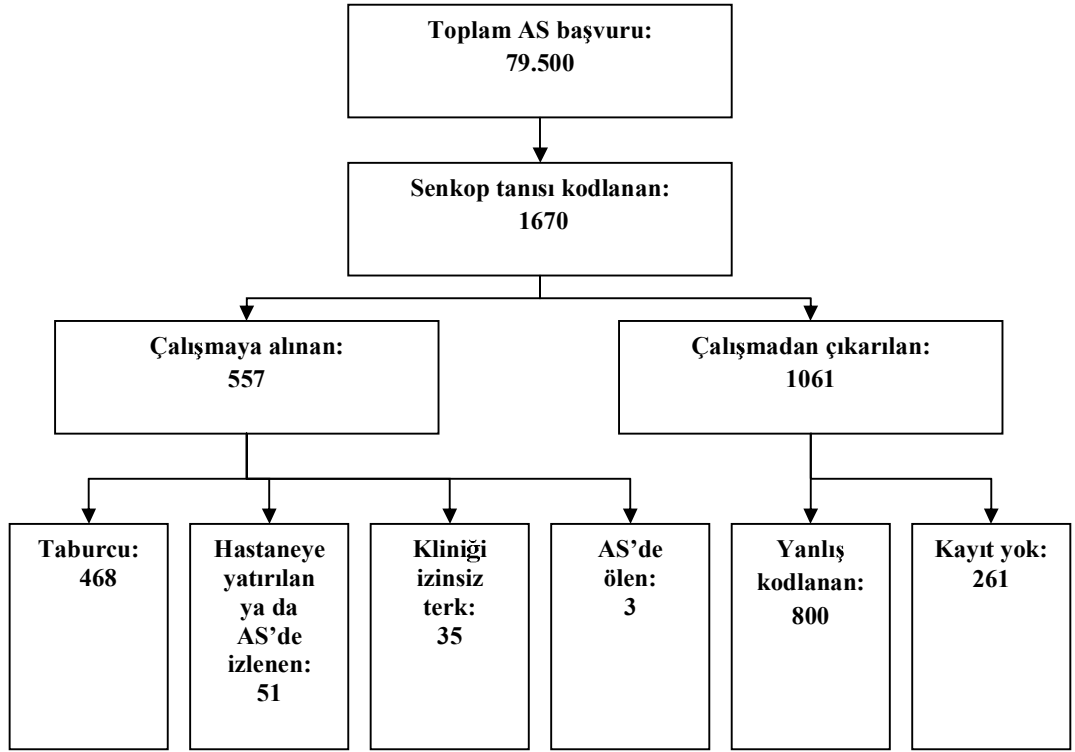 Toplam AS başvuru:
79.500
Senkop tanısı kodlanan:
1670
Çalışmaya alınan:
557
Çalışmadan çıkarılan:
1061
Taburcu:
468
Hastaneye
yatırılan
ya da
AS’de
izlenen:
51
Kliniği
izinsiz
terk:
35
AS’de
ölen:
3
Yanlış
kodlanan:
800
Kayıt yok:
261